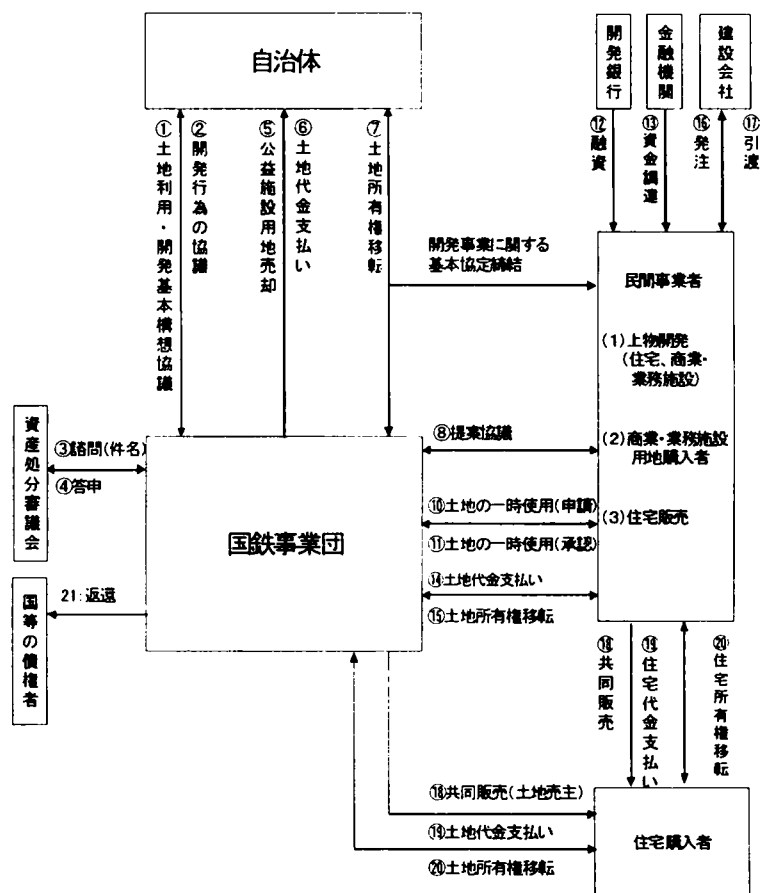 自治体
開発銀行
金融機関
建設会社
①土地利用・開発基本構想協議
②開発行為の協議
⑤公益施設用地売却
⑥土地代金支払い
⑦土地所有権移転
⑫融資
⑬資金調達
⑯発注
⑰引渡
開発事業に関する
基本協定締結
民間事業者
(1)上物開発
(住宅、商業・
業務施設)
(2)商業・業務施設
用地購入者
(3)住宅販売
資産処分審議会
③諮問(件名)
④答申
国鉄事業団
⑧提案協議
⑩土地の一時使用(申請)
⑪土地の一時使用(承認)
⑭土地代金支払い
⑮土地所有権移転
国等の債権者
21:返還
⑱共同販売
⑲住宅代金支払い
⑳住宅所有権移転
⑱共同販売(土地売主)
⑲土地代金支払い
⑳土地所有権移転
住宅購入者